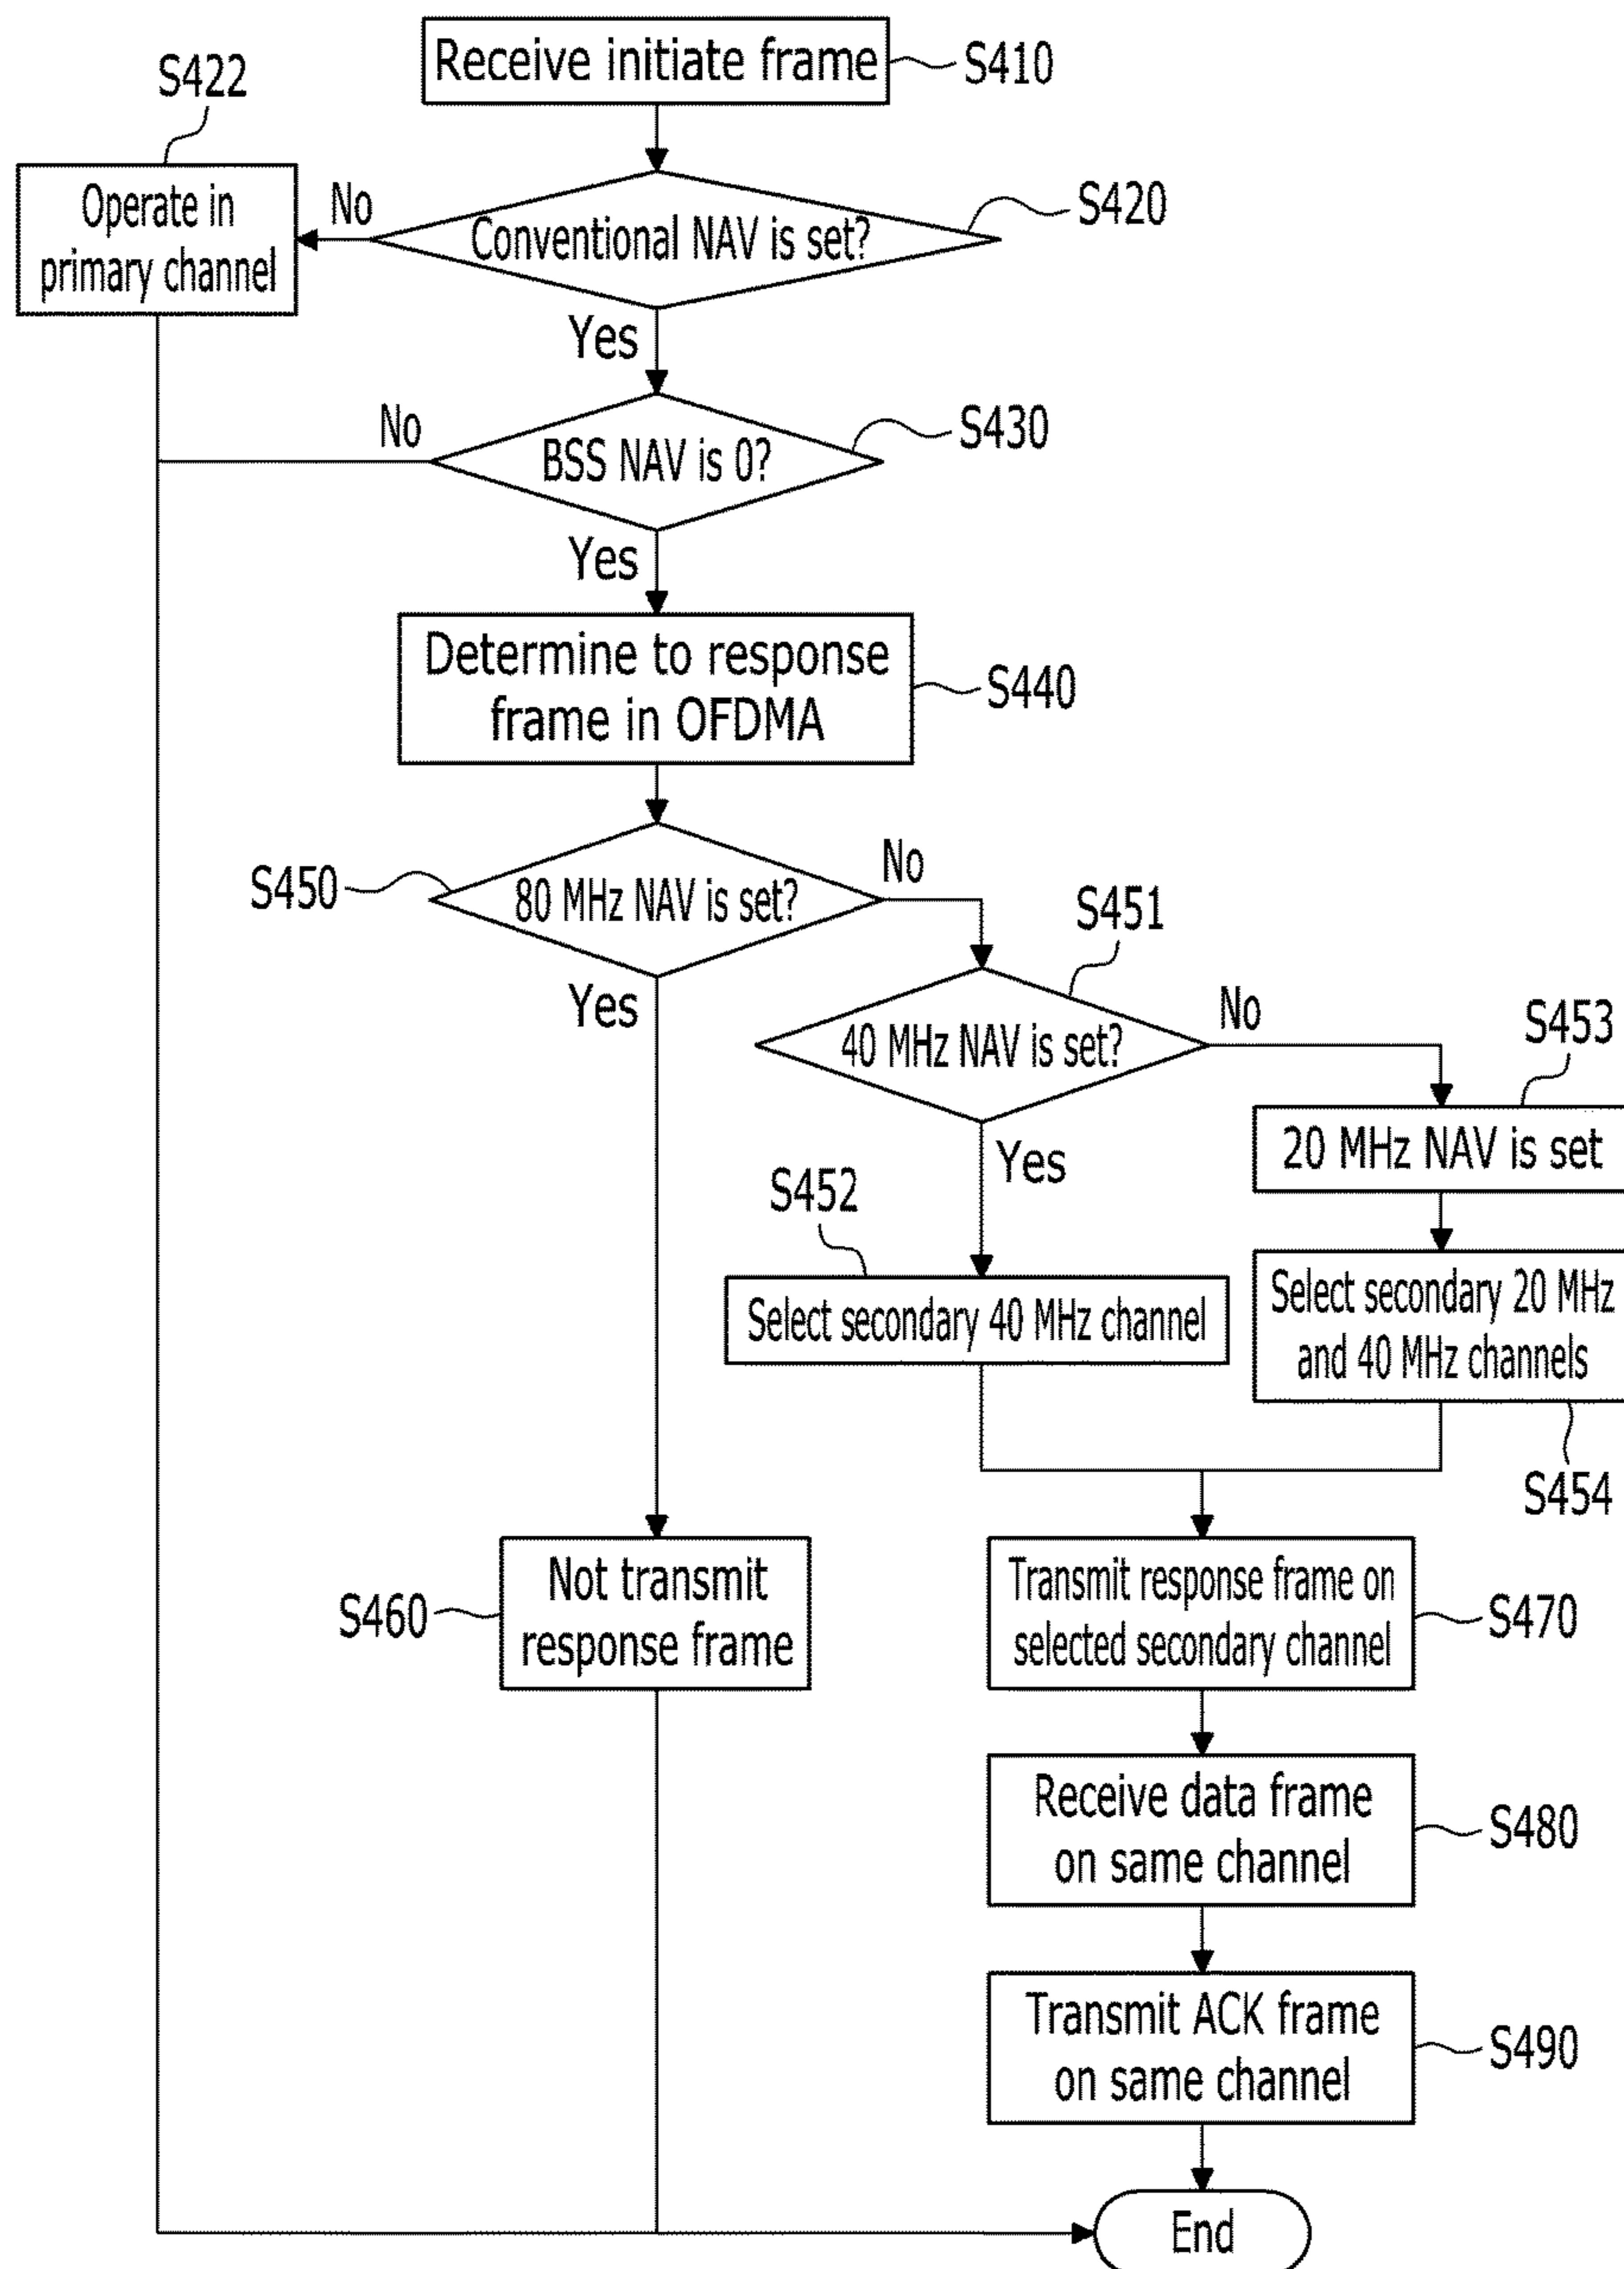 Receive initiate frame
S410
S422
Operate in
primary channel
No
Conventional NAV is set?
S420
Yes
No
BSS NAV is 0?
S430
Yes
Determine to response
frame in OFDMA
S440
S450
80 MHz NAV is set?
No
S451
Yes
40 MHz NAV is set?
No
S453
20 MHz NAV is set
Yes
S452
Select secondary 40 MHz channel
Select secondary 20 MHz
and 40 MHz channels
S454
S460
Not transmit
response frame
Transmit response frame on
selected secondary channel
S470
Receive data frame
on same channel
S480
Transmit ACK frame
on same channel
S490
End